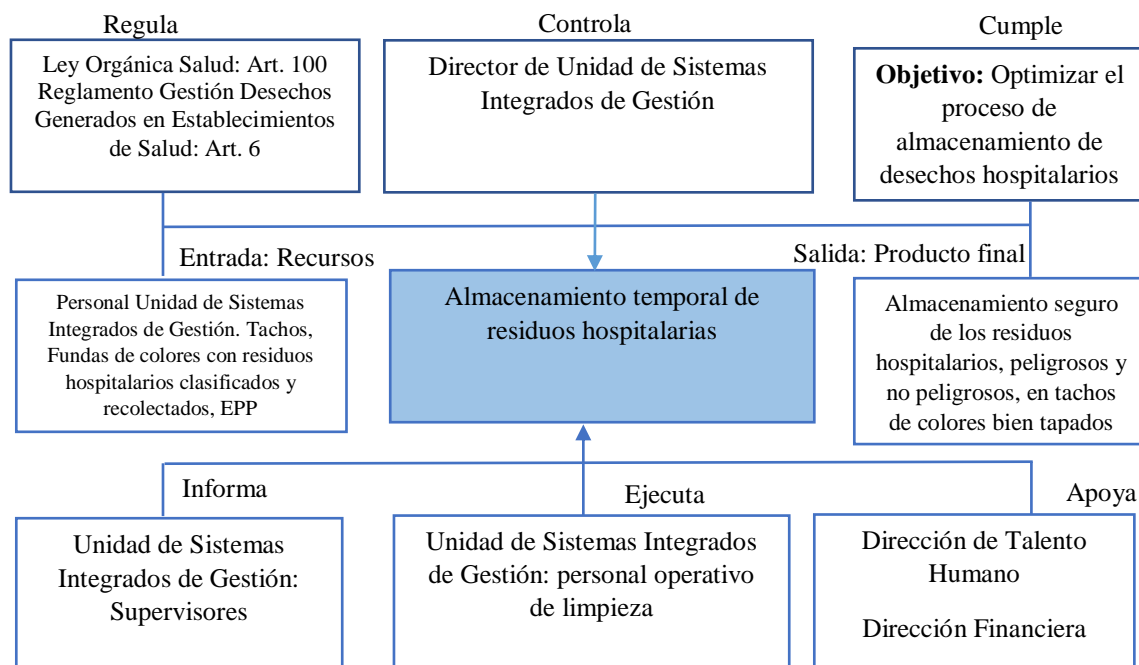 Regula
Controla
Cumple
Ley Orgánica Salud: Art. 100
Reglamento Gestión Desechos
Generados en Establecimientos
de Salud: Art. 6
Director de Unidad de Sistemas
Integrados de Gestión
Objetivo: Optimizar el
proceso de
almacenamiento de
desechos hospitalarios
Entrada: Recursos
Salida: Producto final
Personal Unidad de Sistemas
Integrados de Gestión. Tachos,
Fundas de colores con residuos
hospitalarios clasificados y
recolectados, EPP
Almacenamiento temporal de
residuos hospitalarias
Almacenamiento seguro
de los residuos
hospitalarios, peligrosos y
no peligrosos, en tachos
de colores bien tapados
Informa
Ejecuta
Apoya
Unidad de Sistemas
Integrados de Gestión:
Supervisores
Unidad de Sistemas Integrados
de Gestión: personal operativo
de limpieza
Dirección de Talento
Humano
Dirección Financiera